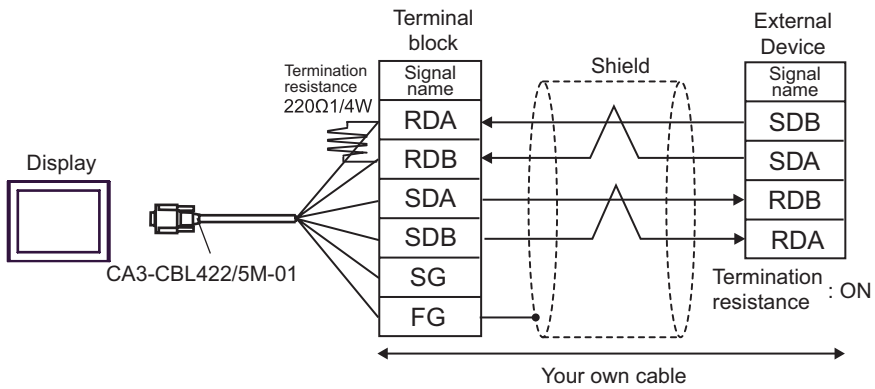 Terminal
block
External
Device
Termination
resistance
220Ω1/4W
Signal
name
Shield
Signal
name
RDA
SDB
RDB
SDA
Display
SDA
RDB
SDB
RDA
CA3-CBL422/5M-01
SG
Termination
resistance : ON
FG
Your own cable